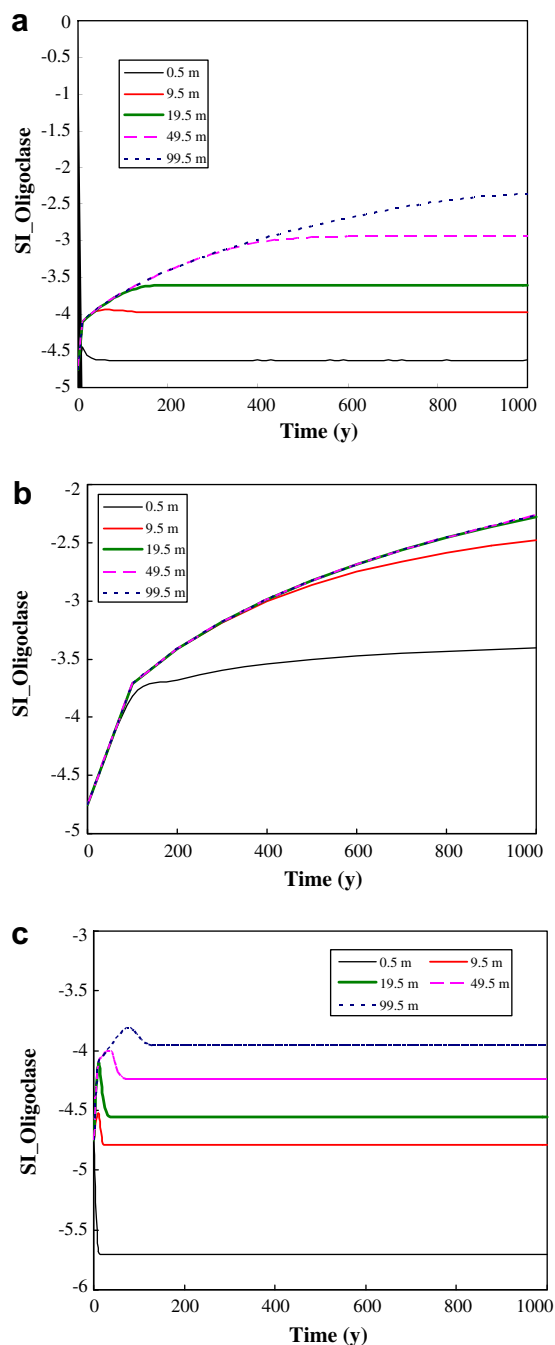 a
0
-0.5
-1
-1.5
-2
-2.5
-3
-3.5
-4
-4.5
-5
SI_Oligoclase
0.5 m
9.5 m
19.5 m
49.5 m
99.5 m
0 200 400 600 800 1000
Time (y)
b
-2
-2.5
-3
-3.5
-4
-4.5
-5
SI_Oligoclase
0.5 m
9.5 m
19.5 m
49.5 m
99.5 m
0 200 400 600 800 1000
Time (y)
c
-3
-3.5
-4
-4.5
-5
-5.5
-6
SI_Oligoclase
0.5 m 9.5 m
19.5 m 49.5 m
99.5 m
0 200 400 600 800 1000
Time (y)